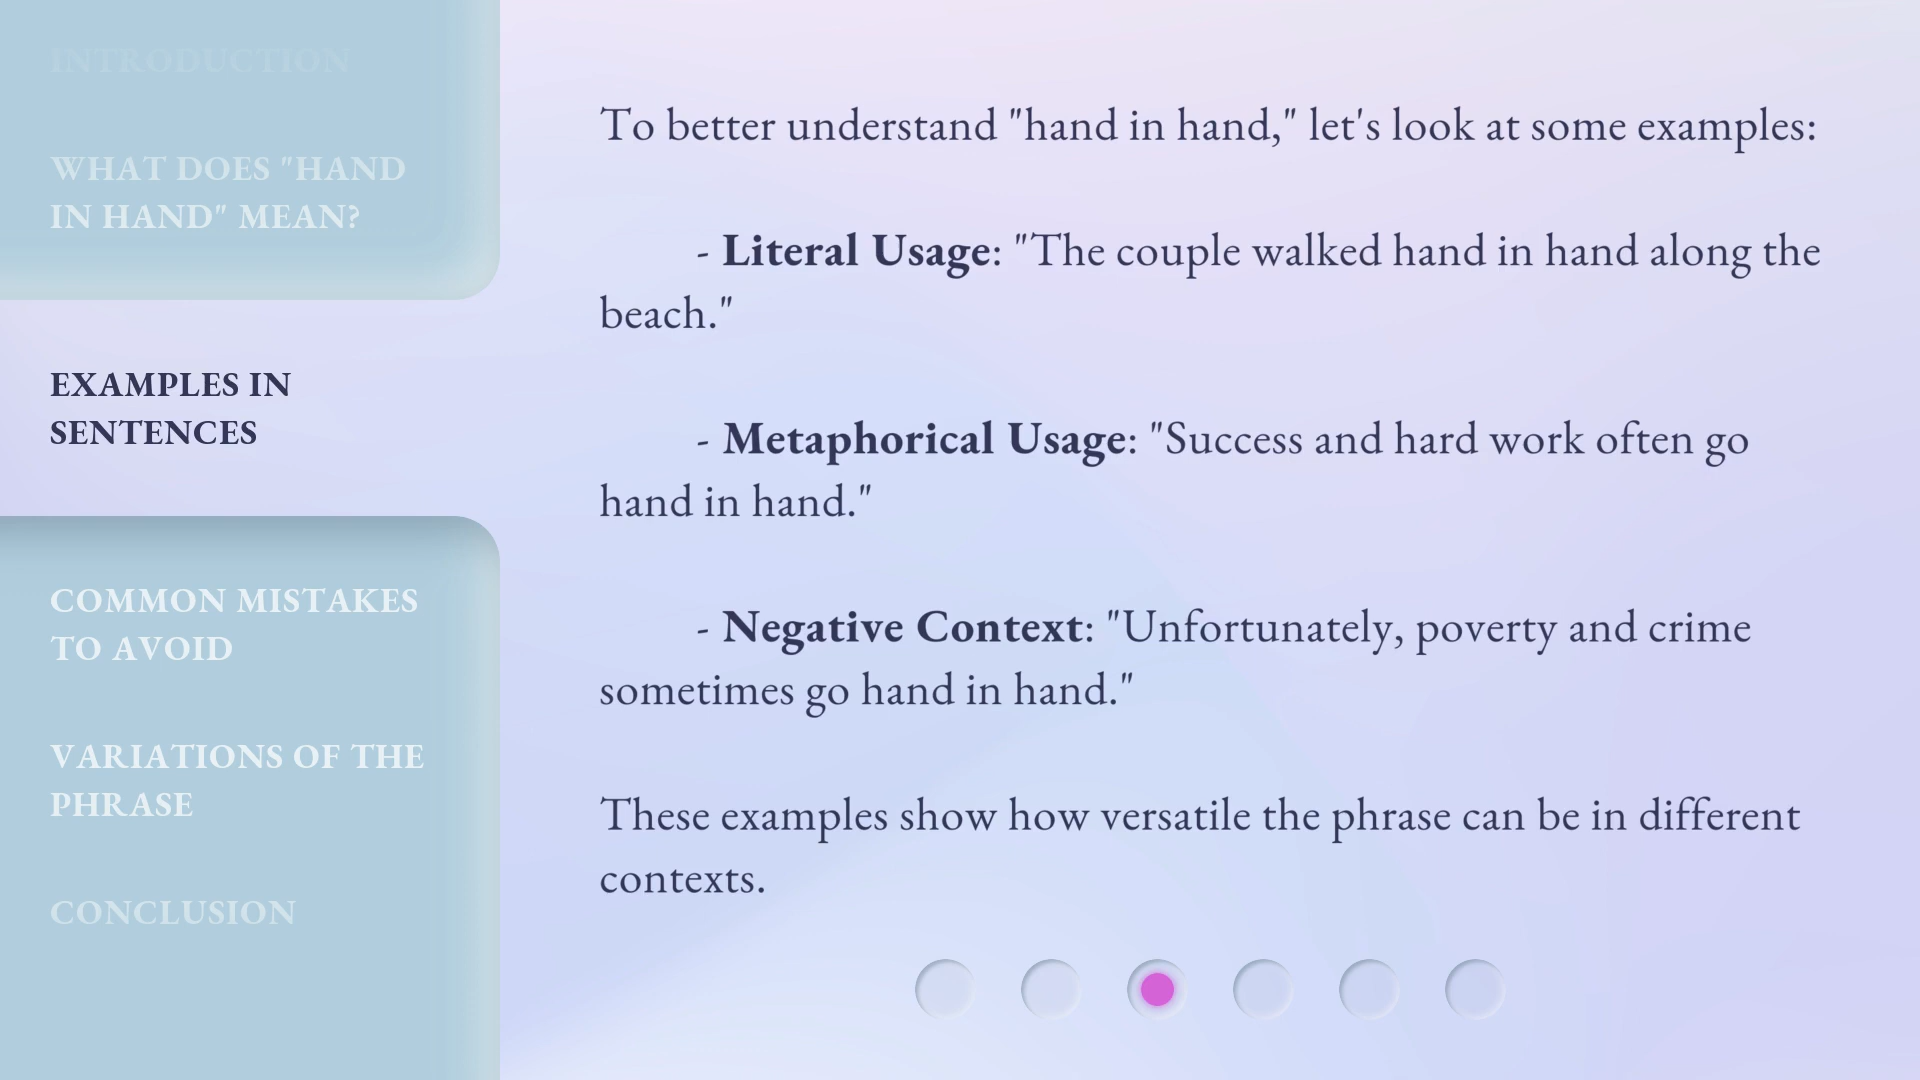 INTRODUCTION
WHAT DOES "HAND
IN HAND" MEAN?
EXAMPLES IN
SENTENCES
COMMON MISTAKES
TO AVOID
VARIATIONS OF THE
PHRASE
CONCLUSION
To better understand "hand in hand," let's look at some examples:
- Literal Usage: "The couple walked hand in hand along the
beach."
- Metaphorical Usage: "Success and hard work often go
hand in hand."
- Negative Context: "Unfortunately, poverty and crime
sometimes go hand in hand."
These examples show how versatile the phrase can be in different
contexts.